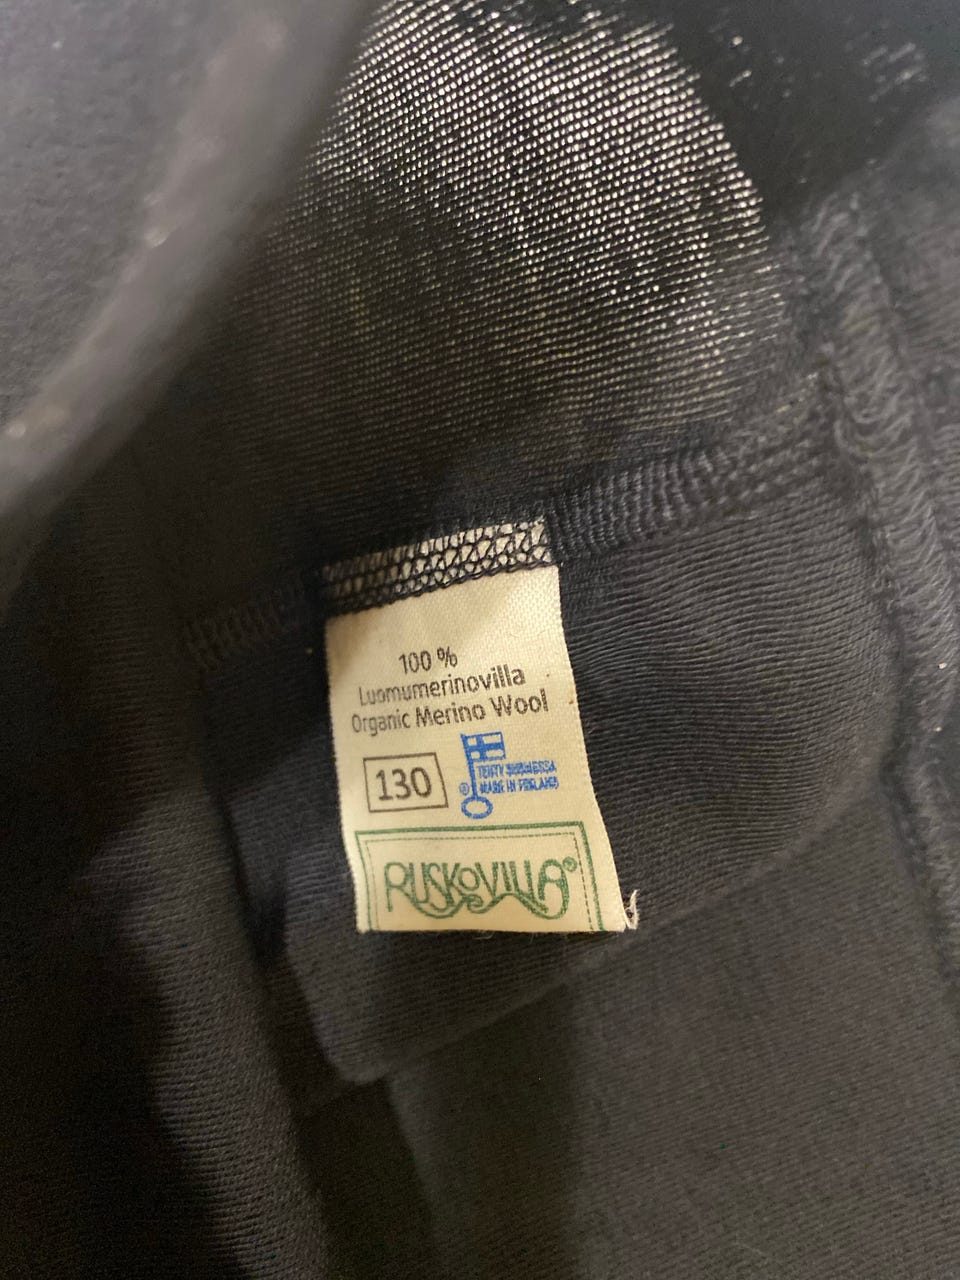 100 %
Luomumerinovilla
Organic Merino Wool
130
TEHTY SUOMESSA
® MADE IN FINLAND
RUSKOVILLA®